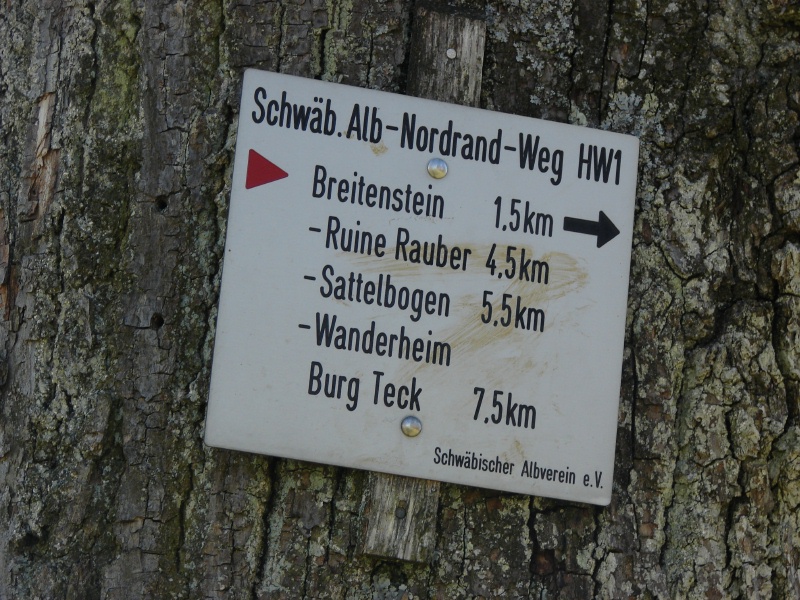 Schwäb. Alb-Nordrand-Weg HW1
Breitenstein 1,5km
-Ruine Rauber 4,5km
-Sattelbogen 5,5km
-Wanderheim
Burg Teck 7,5km
Schwäbischer Albverein e.V.